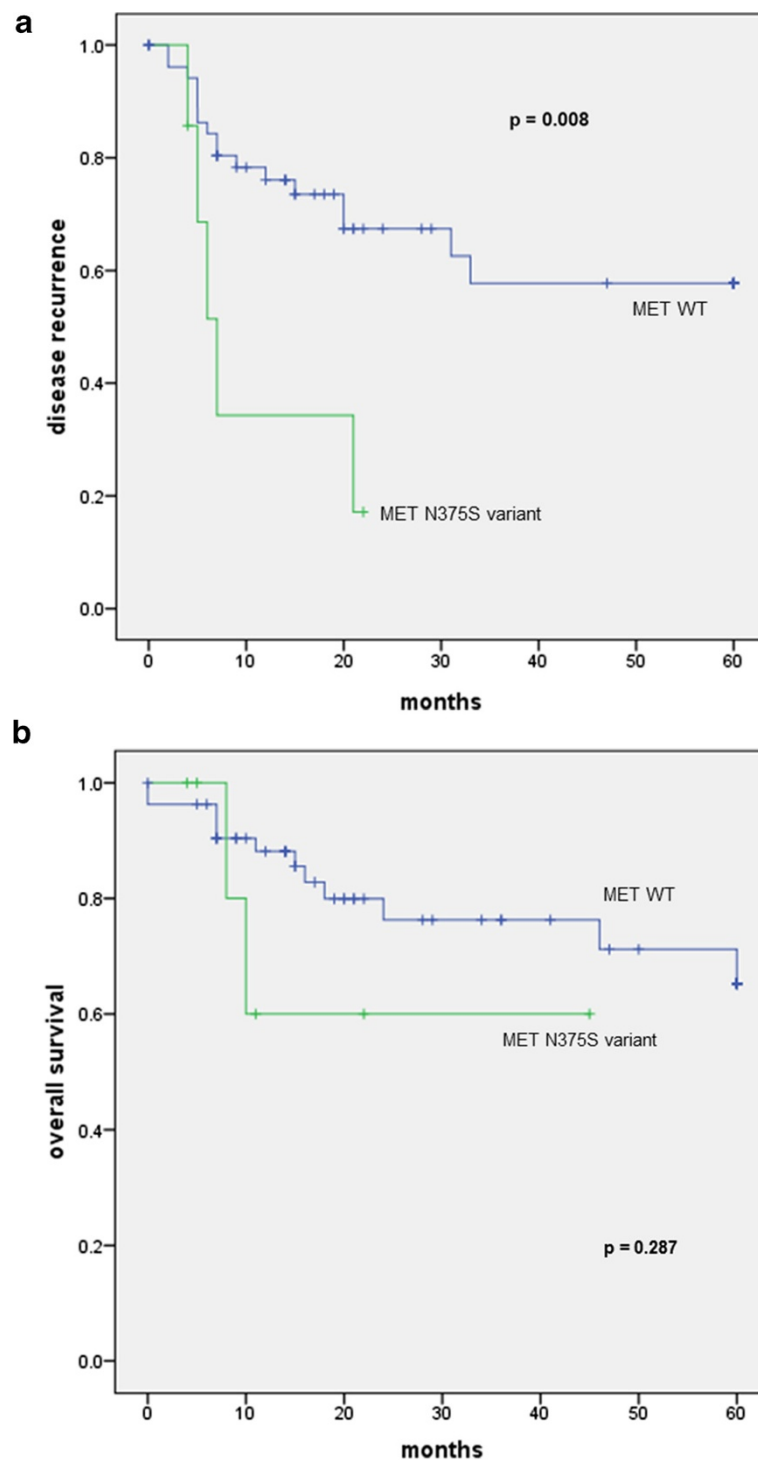 a
1.0
p = 0.008
0.8
0.6
MET WT
disease recurrence
0.4
0.2
MET N375S variant
0.0
0 10 20 30 40 50 60
months
b
1.0
MET WT
0.8
0.6
MET N375S variant
overall survival
0.4
0.2
p = 0.287
0.0
0 10 20 30 40 50 60
months